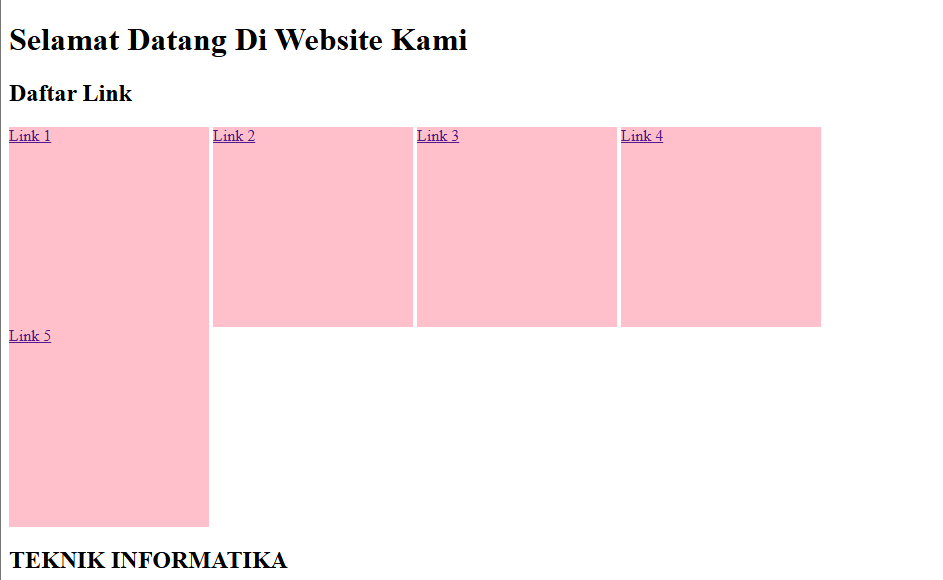 Selamat Datang Di Website Kami
Daftar Link
Link 1 Link 2 Link 3 Link 4
Link 5
TEKNIK INFORMATIKA